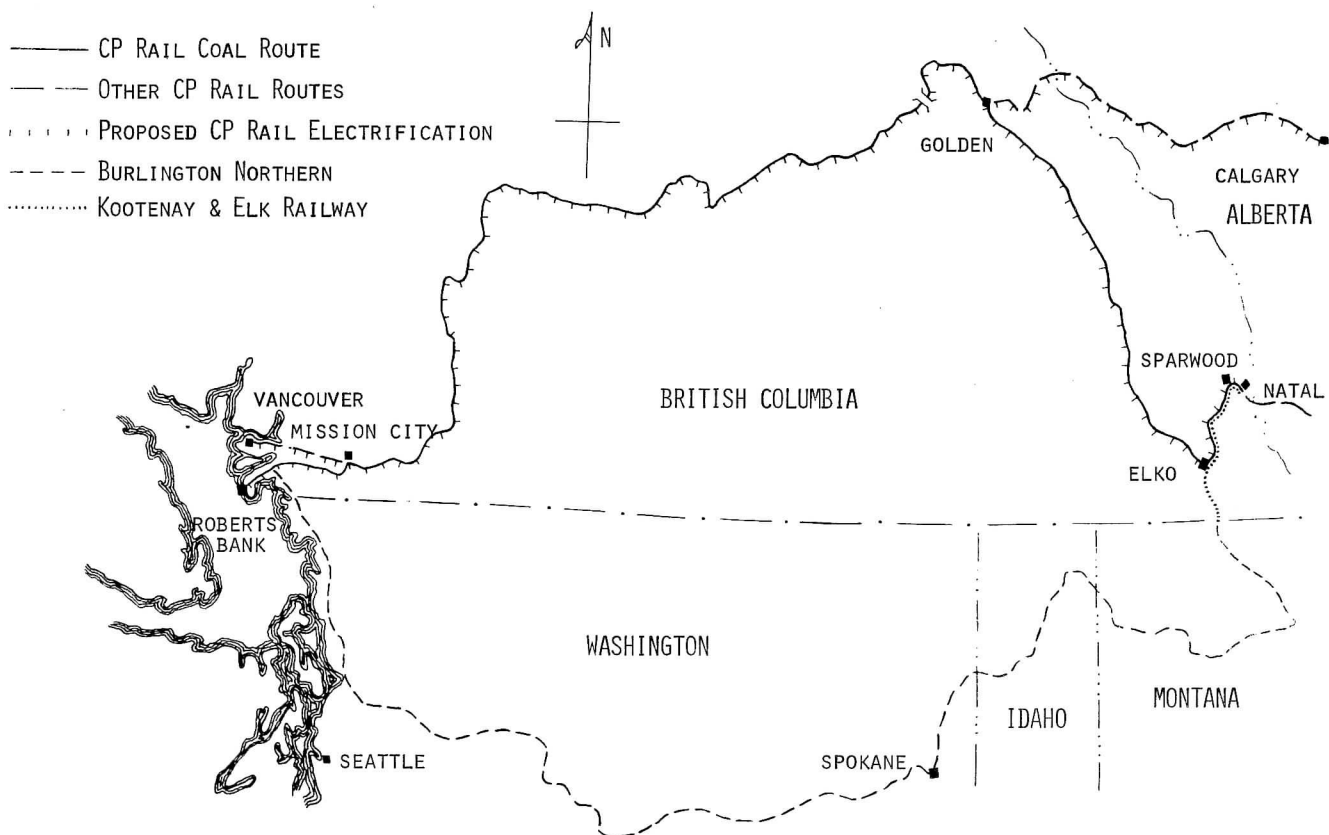 CP RAIL COAL ROUTE
OTHER CP RAIL ROUTES
PROPOSED CP RAIL ELECTRIFICATION
BURLINGTON NORTHERN
KOOTENAY & ELK RAILWAY
N
GOLDEN
CALGARY
ALBERTA
SPARWOOD
NATAL
BRITISH COLUMBIA
VANCOUVER
MISSION CITY
ELKO
ROBERTS
BANK
WASHINGTON
IDAHO
MONTANA
SPOKANE
SEATTLE